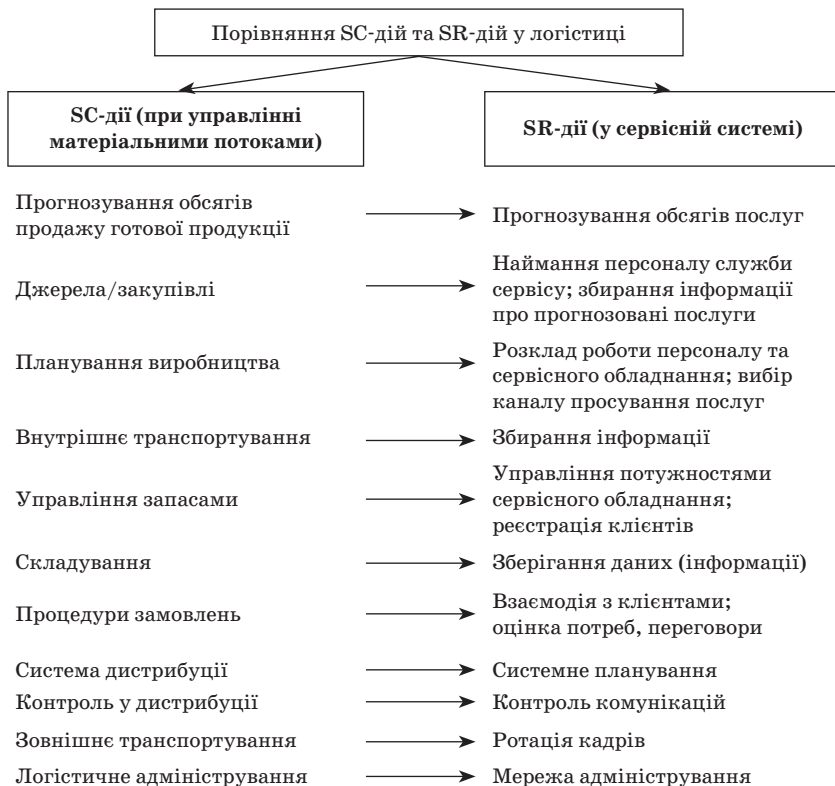 Порівняння SC-дій та SR-дій у логістиці
SC-дії (при управлінні
матеріальними потоками)
SR-дії (у сервісній системі)
Прогнозування обсягів
продажу готової продукції
Прогнозування обсягів послуг
Джерела/закупівлі
Наймання персоналу служби
сервісу; збирання інформації
про прогнозовані послуги
Планування виробництва
Розклад роботи персоналу та
сервісного обладнання; вибір
каналу просування послуг
Внутрішнє транспортування
Збирання інформації
Управління запасами
Управління потужностями
сервісного обладнання;
реєстрація клієнтів
Складування
Зберігання даних (інформації)
Процедури замовлень
Взаємодія з клієнтами;
оцінка потреб, переговори
Система дистрибуції
Системне планування
Контроль у дистрибуції
Контроль комунікацій
Зовнішнє транспортування
Ротація кадрів
Логістичне адміністрування
Мережа адміністрування